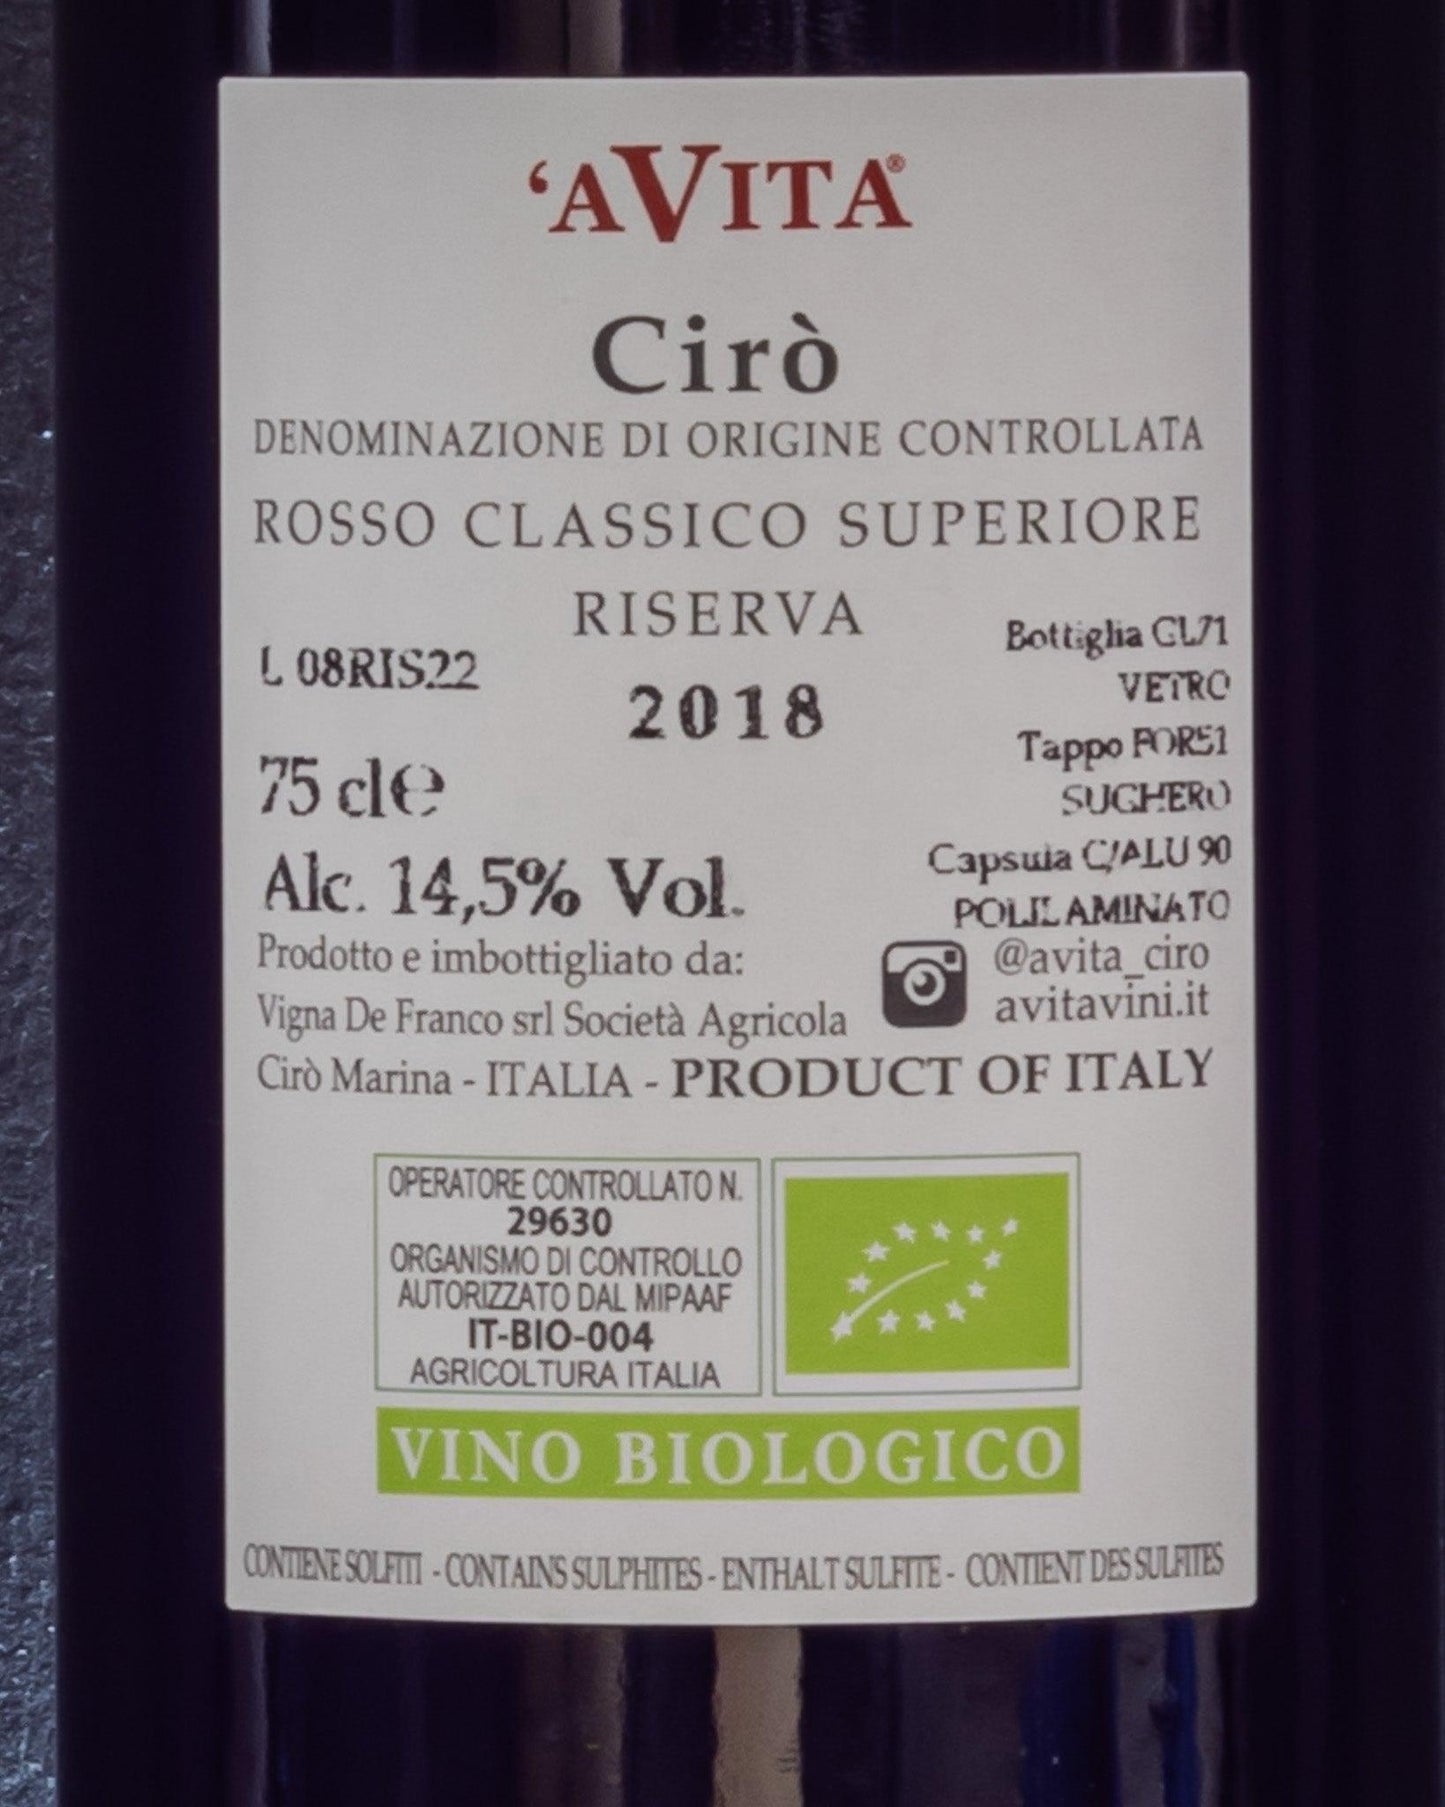 ‘AVITA®
Cirò
DENOMINAZIONE DI ORIGINE CONTROLLATA
ROSSO CLASSICO SUPERIORE
RISERVA
L 08RIS22
2018
75 cl e
Alc. 14,5% Vol.
Bottiglia GL71
VETRO
Tappo FOR51
SUGHERO
Capsula C/ALU 90
POLILAMINATO
Prodotto e imbottigliato da:
Vigna De Franco srl Società Agricola
Cirò Marina - ITALIA - PRODUCT OF ITALY
@avita_ciro
avitavini.it
OPERATORE CONTROLLATO N.
29630
ORGANISMO DI CONTROLLO
AUTORIZZATO DAL MIPAAF
IT-BIO-004
AGRICOLTURA ITALIA
VINO BIOLOGICO
CONTIENE SOLFITI - CONTAINS SULPHITES - ENTHALT SULFITE - CONTIENT DES SULFITES